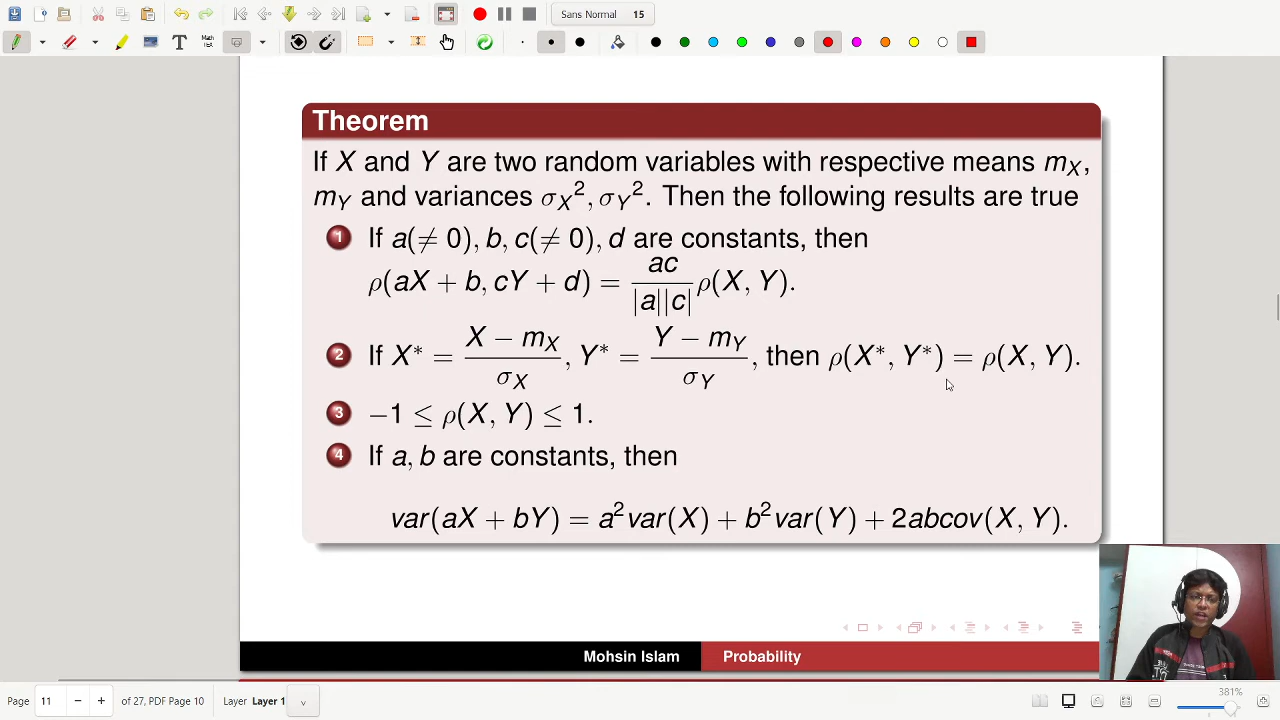 Sans Normal 15
Theorem
If X and Y are two random variables with respective means m_X,
m_Y and variances σ_X², σ_Y². Then the following results are true
1 If a(≠ 0), b, c(≠ 0), d are constants, then
ρ(aX + b, cY + d) = ac/|a||c| ρ(X, Y).
2 If X* = (X − m_X)/σ_X, Y* = (Y − m_Y)/σ_Y, then ρ(X*, Y*) = ρ(X, Y).
3 −1 ≤ ρ(X, Y) ≤ 1.
4 If a, b are constants, then
var(aX + bY) = a²var(X) + b²var(Y) + 2abcov(X, Y).
Mohsin Islam Probability
Page 11 of 27, PDF Page 10 Layer Layer 1 381%